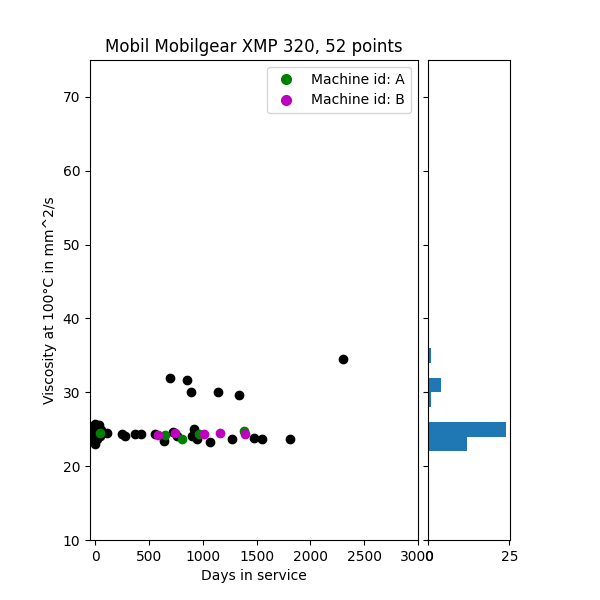 Mobil Mobilgear XMP 320, 52 points
Machine id: A
Machine id: B
Viscosity at 100°C in mm^2/s
70
60
50
40
30
20
10
0 500 1000 1500 2000 2500 3000
0 25
Days in service